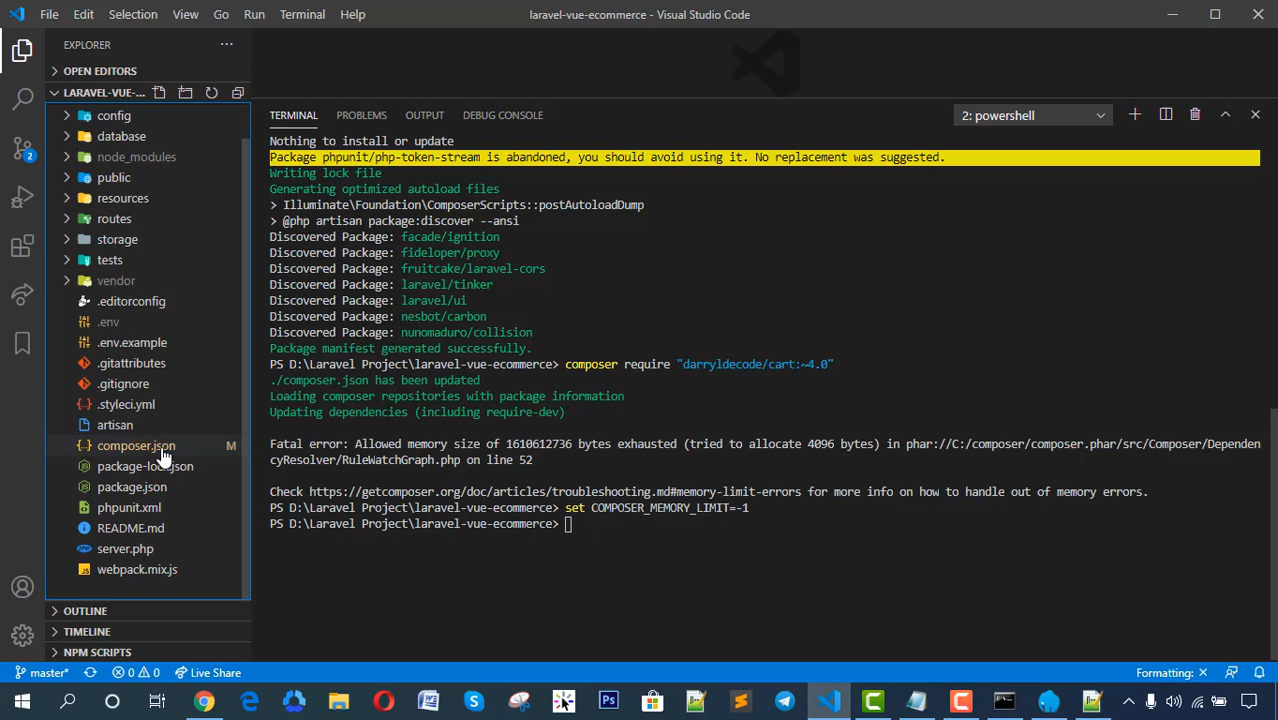 File Edit Selection View Go Run Terminal Help
laravel-vue-ecommerce - Visual Studio Code
EXPLORER
OPEN EDITORS
LARAVEL-VUE-...
config
database
node_modules
public
resources
routes
storage
tests
vendor
.editorconfig
.env
.env.example
.gitattributes
.gitignore
.styleci.yml
artisan
composer.json M
package-lock.json
package.json
phpunit.xml
README.md
server.php
webpack.mix.js
OUTLINE
TIMELINE
NPM SCRIPTS
2
TERMINAL PROBLEMS OUTPUT DEBUG CONSOLE
2: powershell
Nothing to install or update
Package phpunit/php-token-stream is abandoned, you should avoid using it. No replacement was suggested.
Writing lock file
Generating optimized autoload files
> Illuminate\Foundation\ComposerScripts::postAutoloadDump
> @php artisan package:discover --ansi
Discovered Package: facade/ignition
Discovered Package: fideloper/proxy
Discovered Package: fruitcake/laravel-cors
Discovered Package: laravel/tinker
Discovered Package: laravel/ui
Discovered Package: nesbot/carbon
Discovered Package: nunomaduro/collision
Package manifest generated successfully.
PS D:\Laravel Project\laravel-vue-ecommerce> composer require "darryldecode/cart:~4.0"
./composer.json has been updated
Loading composer repositories with package information
Updating dependencies (including require-dev)
Fatal error: Allowed memory size of 1610612736 bytes exhausted (tried to allocate 4096 bytes) in phar://C:/composer/composer.phar/src/Composer/Dependen
cyResolver/RuleWatchGraph.php on line 52
Check https://getcomposer.org/doc/articles/troubleshooting.md#memory-limit-errors for more info on how to handle out of memory errors.
PS D:\Laravel Project\laravel-vue-ecommerce> set COMPOSER_MEMORY_LIMIT=-1
PS D:\Laravel Project\laravel-vue-ecommerce>
master* 0 0 Live Share
Formatting: ×
Ps